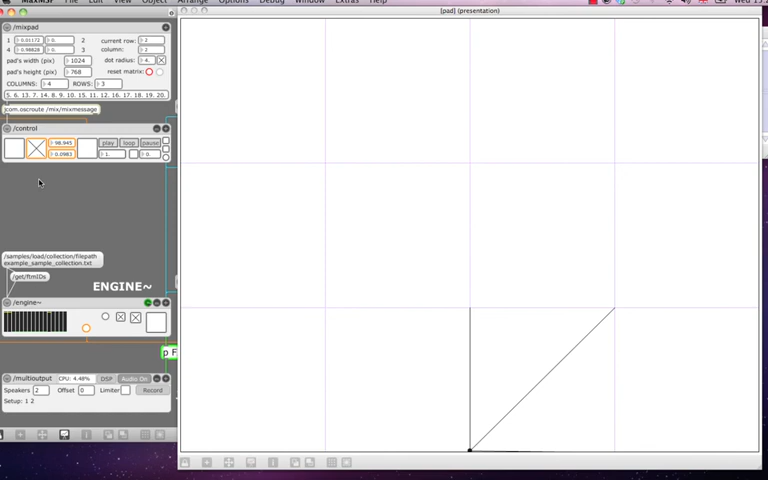 MaxMSP File Edit View Object Arrange Options Debug Window Extras Help
[pad] (presentation)
/mixpad
1 0.01172 0. 2 current row: 2
4 0.98828 0. 3 column: 2
pad's width (pix) 1024 dot radius: 4.
pad's height (pix) 768 reset matrix:
COLUMNS: 4 ROWS: 3
5. 6. 13. 7. 14. 8. 9. 10. 15. 11. 12. 16. 17. 18. 19. 20.
jcom.oscroute /mix/mixmessage
/control
98.945 play loop pause
0.0983 1. 0.
/samples/load/collection/filepath
example_sample_collection.txt
/get/ftmIDs
ENGINE~
/engine~
p F
/multioutput CPU: 4.48% DSP Audio On
Speakers 2 Offset 0 Limiter Record
Setup: 1 2